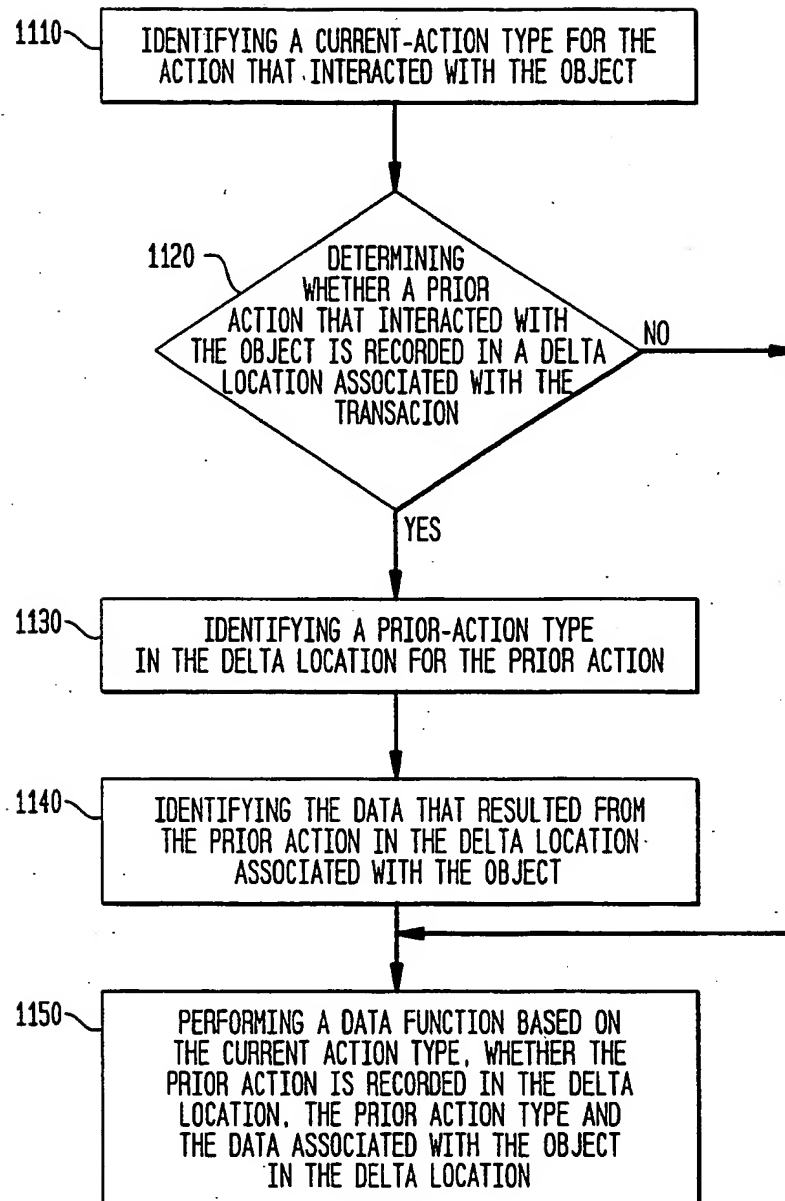 1110
IDENTIFYING A CURRENT-ACTION TYPE FOR THE
ACTION THAT INTERACTED WITH THE OBJECT
1120
DETERMINING
WHETHER A PRIOR
ACTION THAT INTERACTED WITH
THE OBJECT IS RECORDED IN A DELTA
LOCATION ASSOCIATED WITH THE
TRANSACION
NO
YES
1130
IDENTIFYING A PRIOR-ACTION TYPE
IN THE DELTA LOCATION FOR THE PRIOR ACTION
1140
IDENTIFYING THE DATA THAT RESULTED FROM
THE PRIOR ACTION IN THE DELTA LOCATION
ASSOCIATED WITH THE OBJECT
1150
PERFORMING A DATA FUNCTION BASED ON
THE CURRENT ACTION TYPE, WHETHER THE
PRIOR ACTION IS RECORDED IN THE DELTA
LOCATION, THE PRIOR ACTION TYPE AND
THE DATA ASSOCIATED WITH THE OBJECT
IN THE DELTA LOCATION